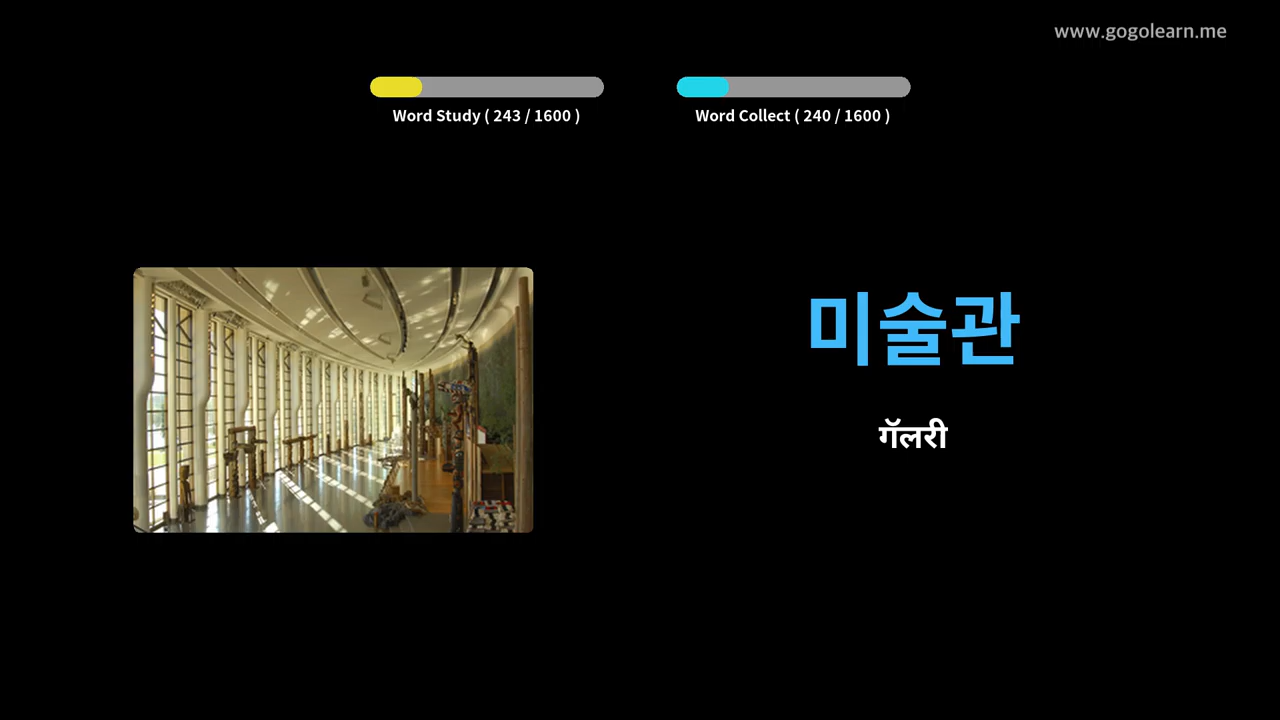 www.gogolearn.me
Word Study ( 243 / 1600 )
Word Collect ( 240 / 1600 )
미술관
गॅलरी